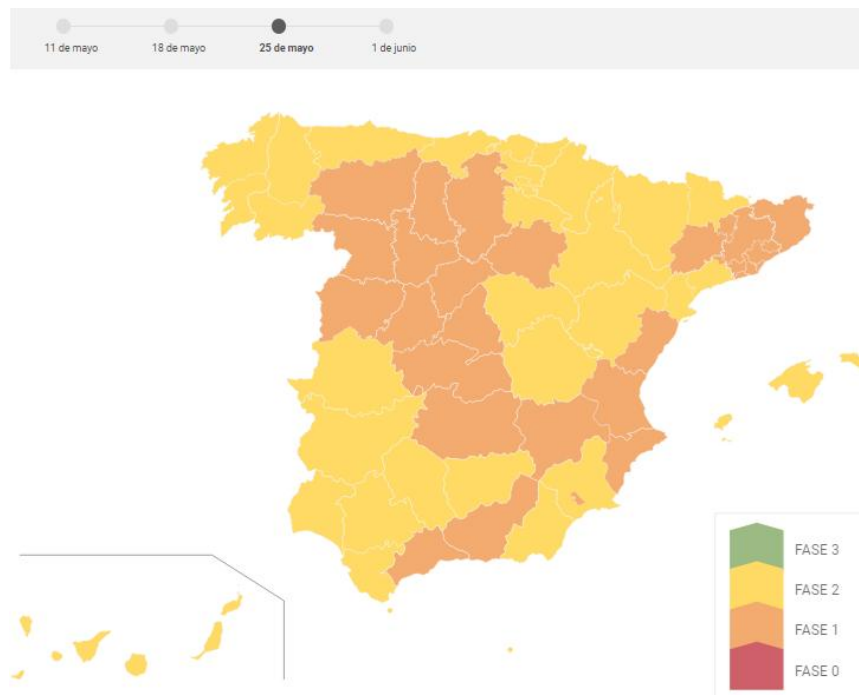 11 de mayo
18 de mayo
25 de mayo
1 de junio
FASE 3
FASE 2
FASE 1
FASE 0